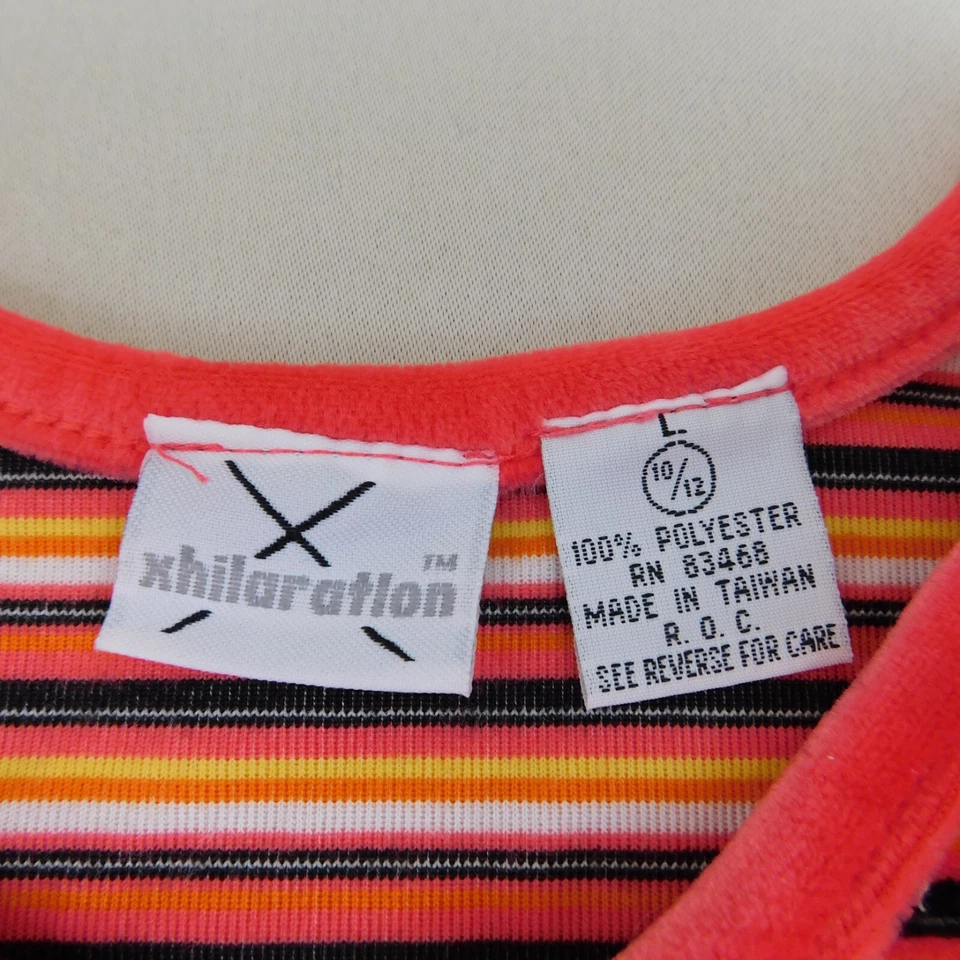 xhilaration™
L.
10/12
100% POLYESTER
RN 83468
MADE IN TAIWAN
R. O. C.
SEE REVERSE FOR CARE